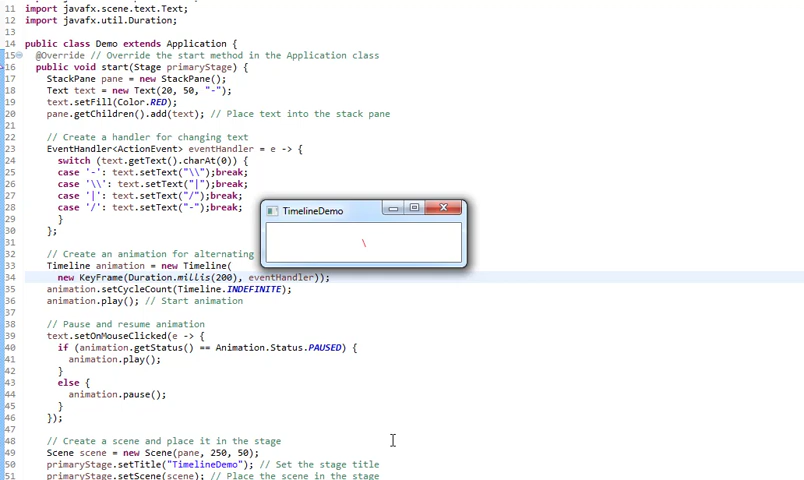 11 import javafx.scene.text.Text;
12 import javafx.util.Duration;
13
14 public class Demo extends Application {
15 @Override // Override the start method in the Application class
16 public void start(Stage primaryStage) {
17 StackPane pane = new StackPane();
18 Text text = new Text(20, 50, "-");
19 text.setFill(Color.RED);
20 pane.getChildren().add(text); // Place text into the stack pane
21
22 // Create a handler for changing text
23 EventHandler<ActionEvent> eventHandler = e -> {
24 switch (text.getText().charAt(0)) {
25 case '-': text.setText("\\");break;
26 case '\\': text.setText("|");break;
27 case '|': text.setText("/");break;
28 case '/': text.setText("-");break;
29 }
30 };
TimelineDemo
\
31
32 // Create an animation for alternating
33 Timeline animation = new Timeline(
34 new KeyFrame(Duration.millis(200), eventHandler));
35 animation.setCycleCount(Timeline.INDEFINITE);
36 animation.play(); // Start animation
37
38 // Pause and resume animation
39 text.setOnMouseClicked(e -> {
40 if (animation.getStatus() == Animation.Status.PAUSED) {
41 animation.play();
42 }
43 else {
44 animation.pause();
45 }
46 });
47
48 // Create a scene and place it in the stage
49 Scene scene = new Scene(pane, 250, 50);
50 primaryStage.setTitle("TimelineDemo"); // Set the stage title
51 primaryStage.setScene(scene); // Place the scene in the stage